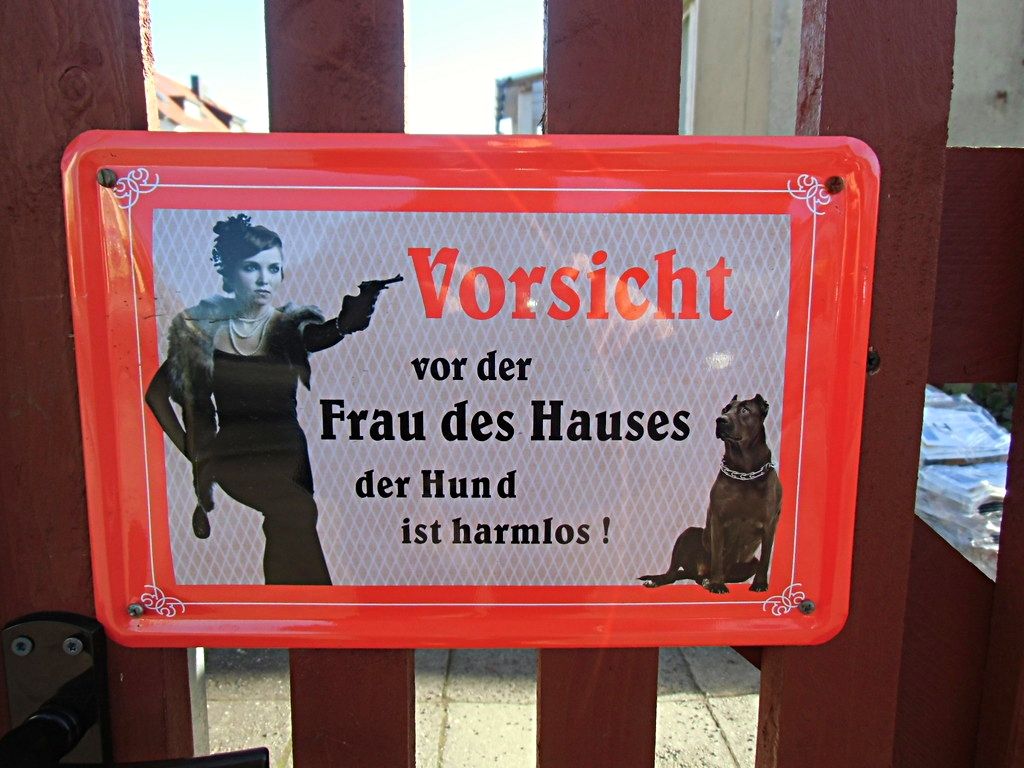 Vorsicht
vor der
Frau des Hauses
der Hund
ist harmlos !